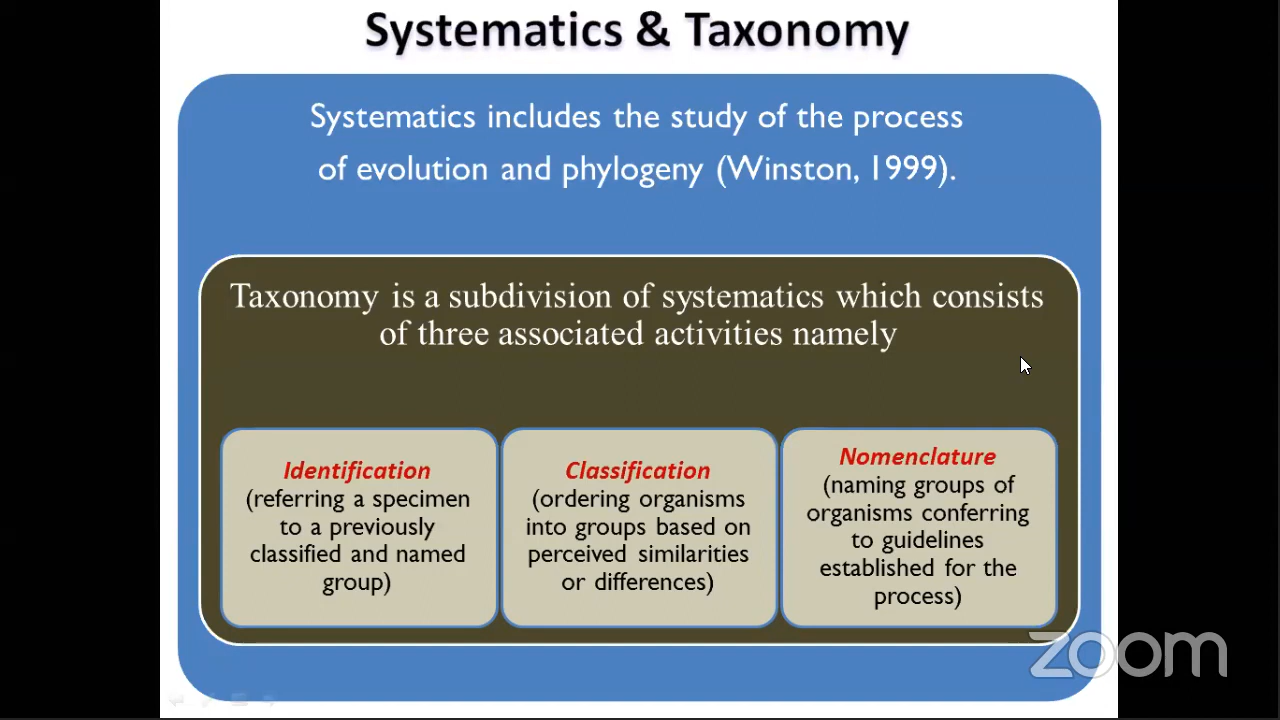 Systematics & Taxonomy
Systematics includes the study of the process
of evolution and phylogeny (Winston, 1999).
Taxonomy is a subdivision of systematics which consists
of three associated activities namely
Identification
(referring a specimen
to a previously
classified and named
group)
Classification
(ordering organisms
into groups based on
perceived similarities
or differences)
Nomenclature
(naming groups of
organisms conferring
to guidelines
established for the
process)
zoom